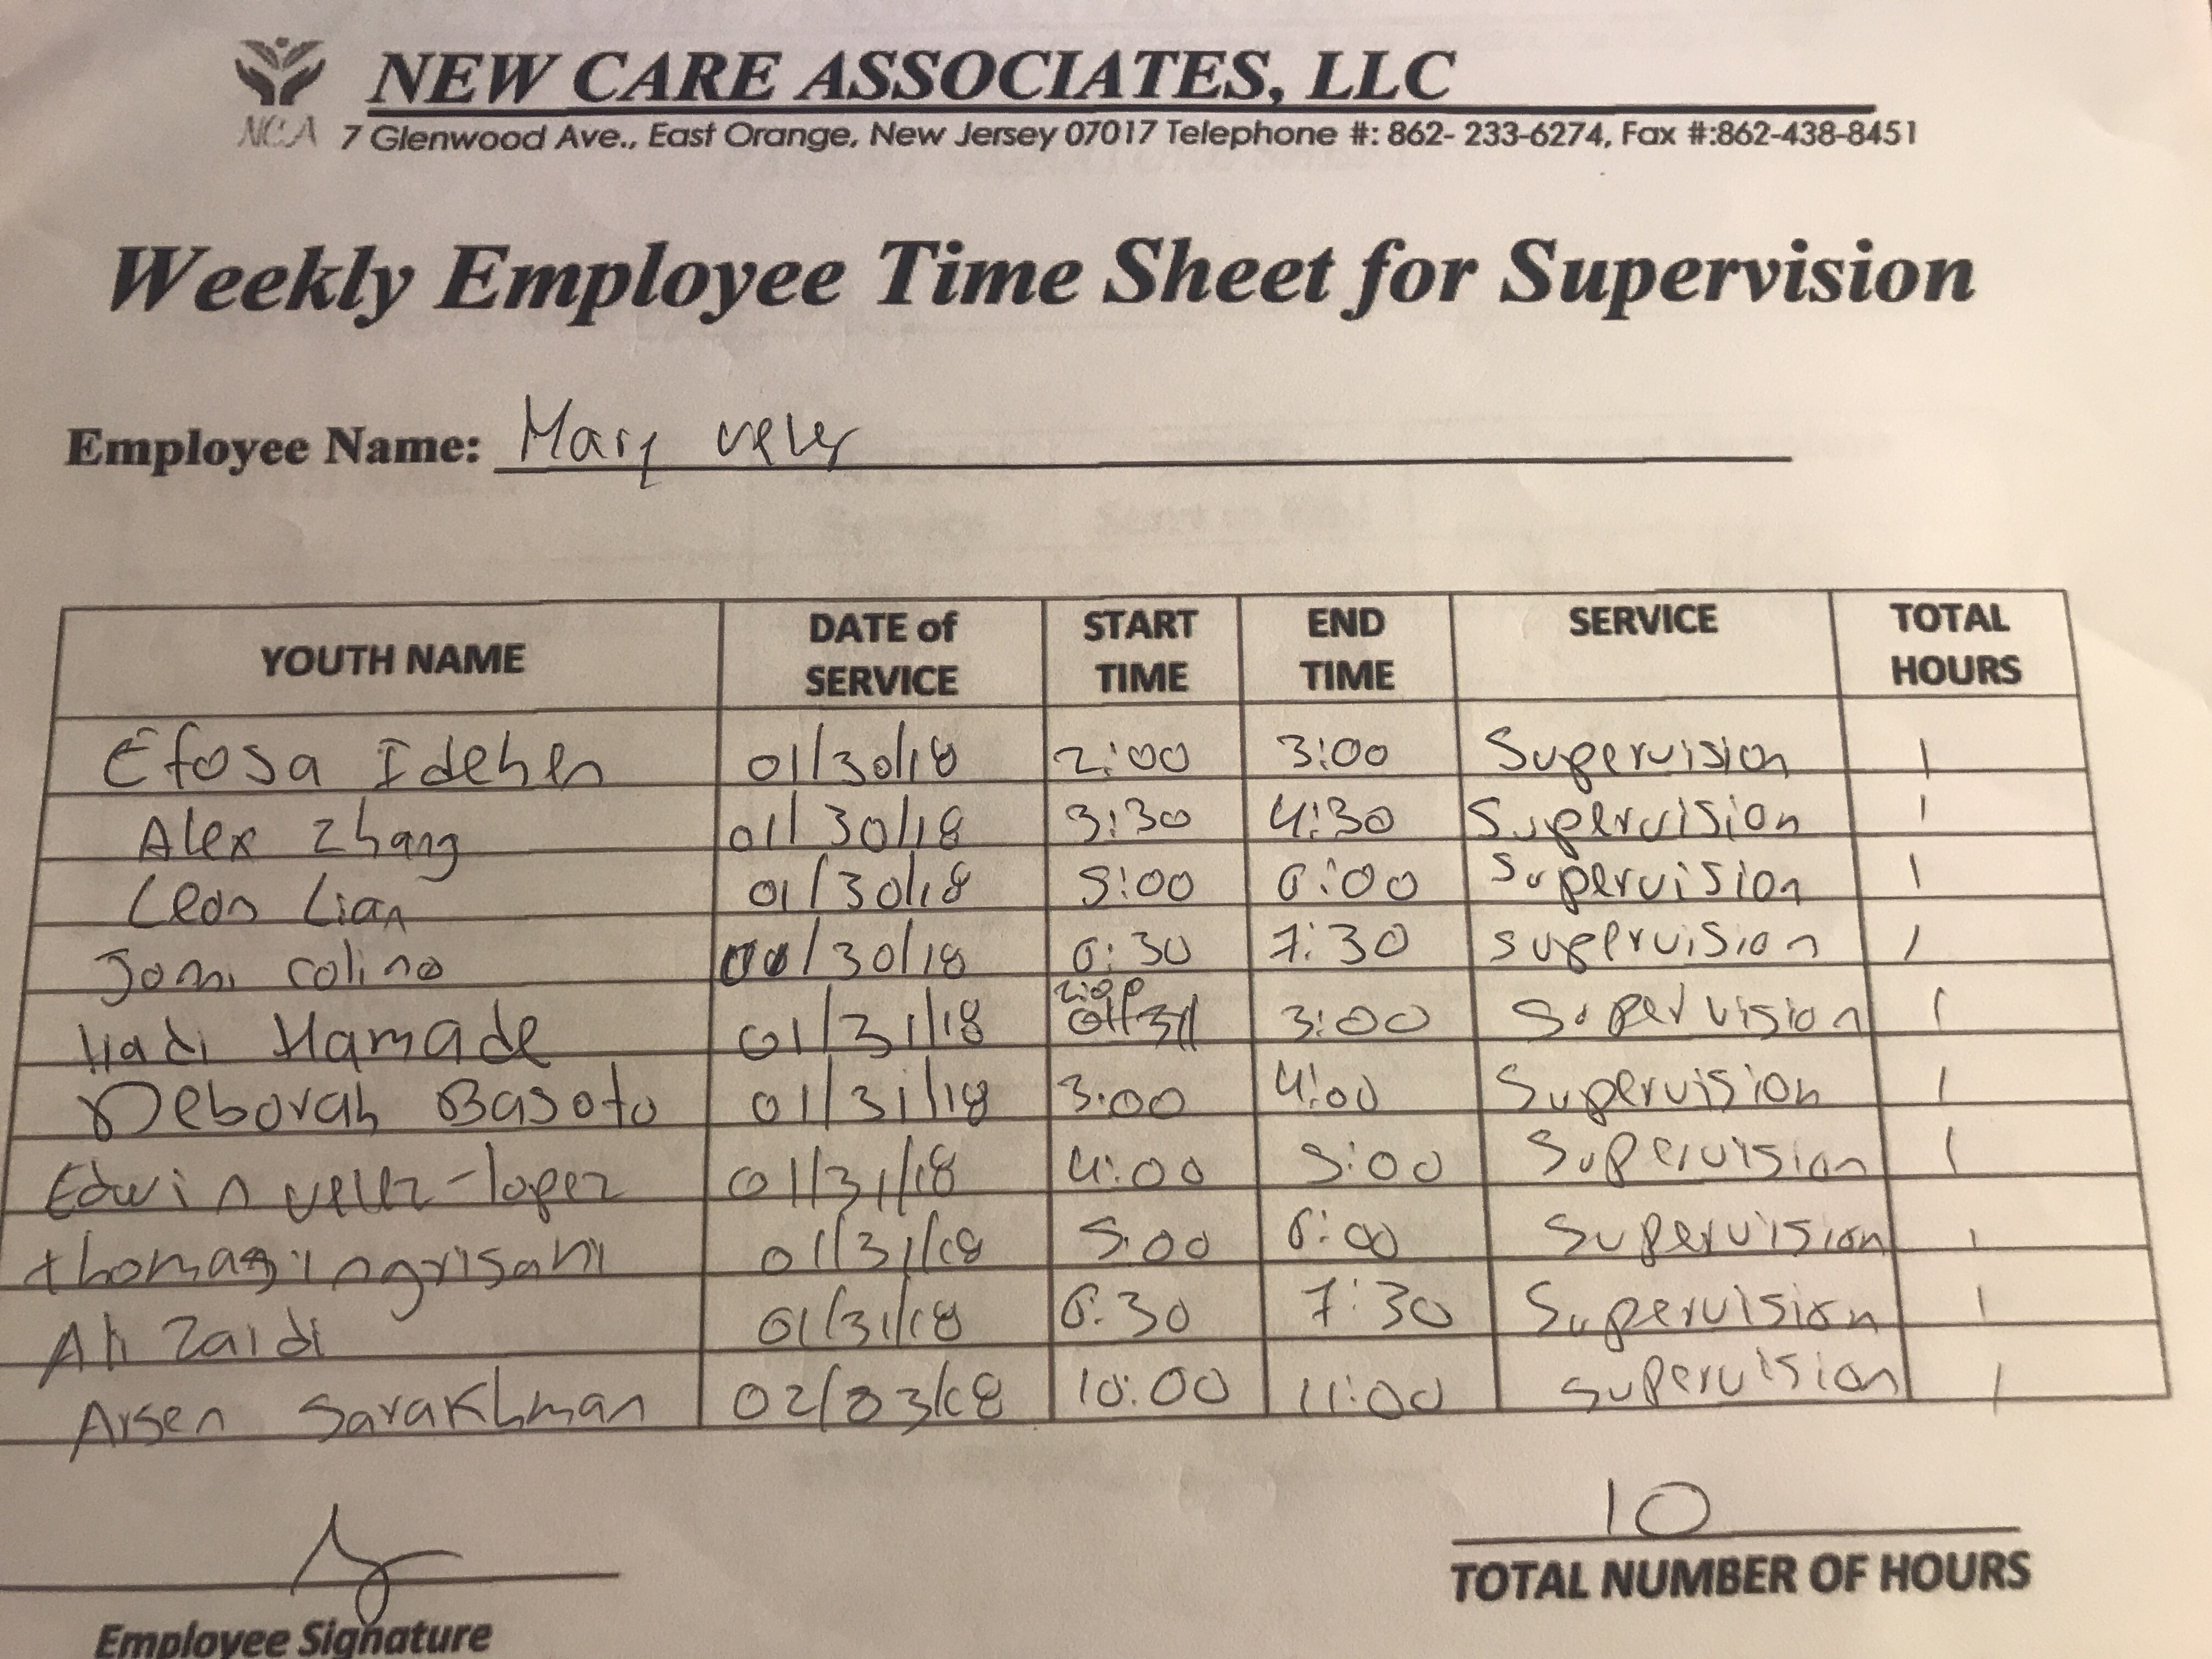 NEW CARE ASSOCIATES, LLC
NCA 7 Glenwood Ave., East Orange, New Jersey 07017 Telephone #: 862- 233-6274, Fax #:862-438-8451
Weekly Employee Time Sheet for Supervision
Employee Name: Mary
YOUTH NAME DATE of SERVICE START TIME END TIME SERVICE TOTAL HOURS
Efosa Idehen 01/30/18 2:00 3:00 Supervision 1
Alex Zhang 01/30/18 3:30 4:30 Supervision 1
Leon Lian 01/30/18 5:00 6:00 Supervision 1
Jomi Colino /30/18 6:30 7:30 supervision 1
Hadi Hamade 01/31/18 2:00 3:00 Supervision 1
Deborah Basoto 01/31/18 3:00 4:00 Supervision 1
Edwin velez-lopez 01/31/18 4:00 5:00 Supervision 1
thomas ingrisani 01/31/18 5:00 6:00 Supervision 1
Ali Zaidi 01/31/18 6:30 7:30 Supervision 1
Arsen Sarakhman 02/03/18 10:00 11:00 supervision 1
10
TOTAL NUMBER OF HOURS
Employee Signature